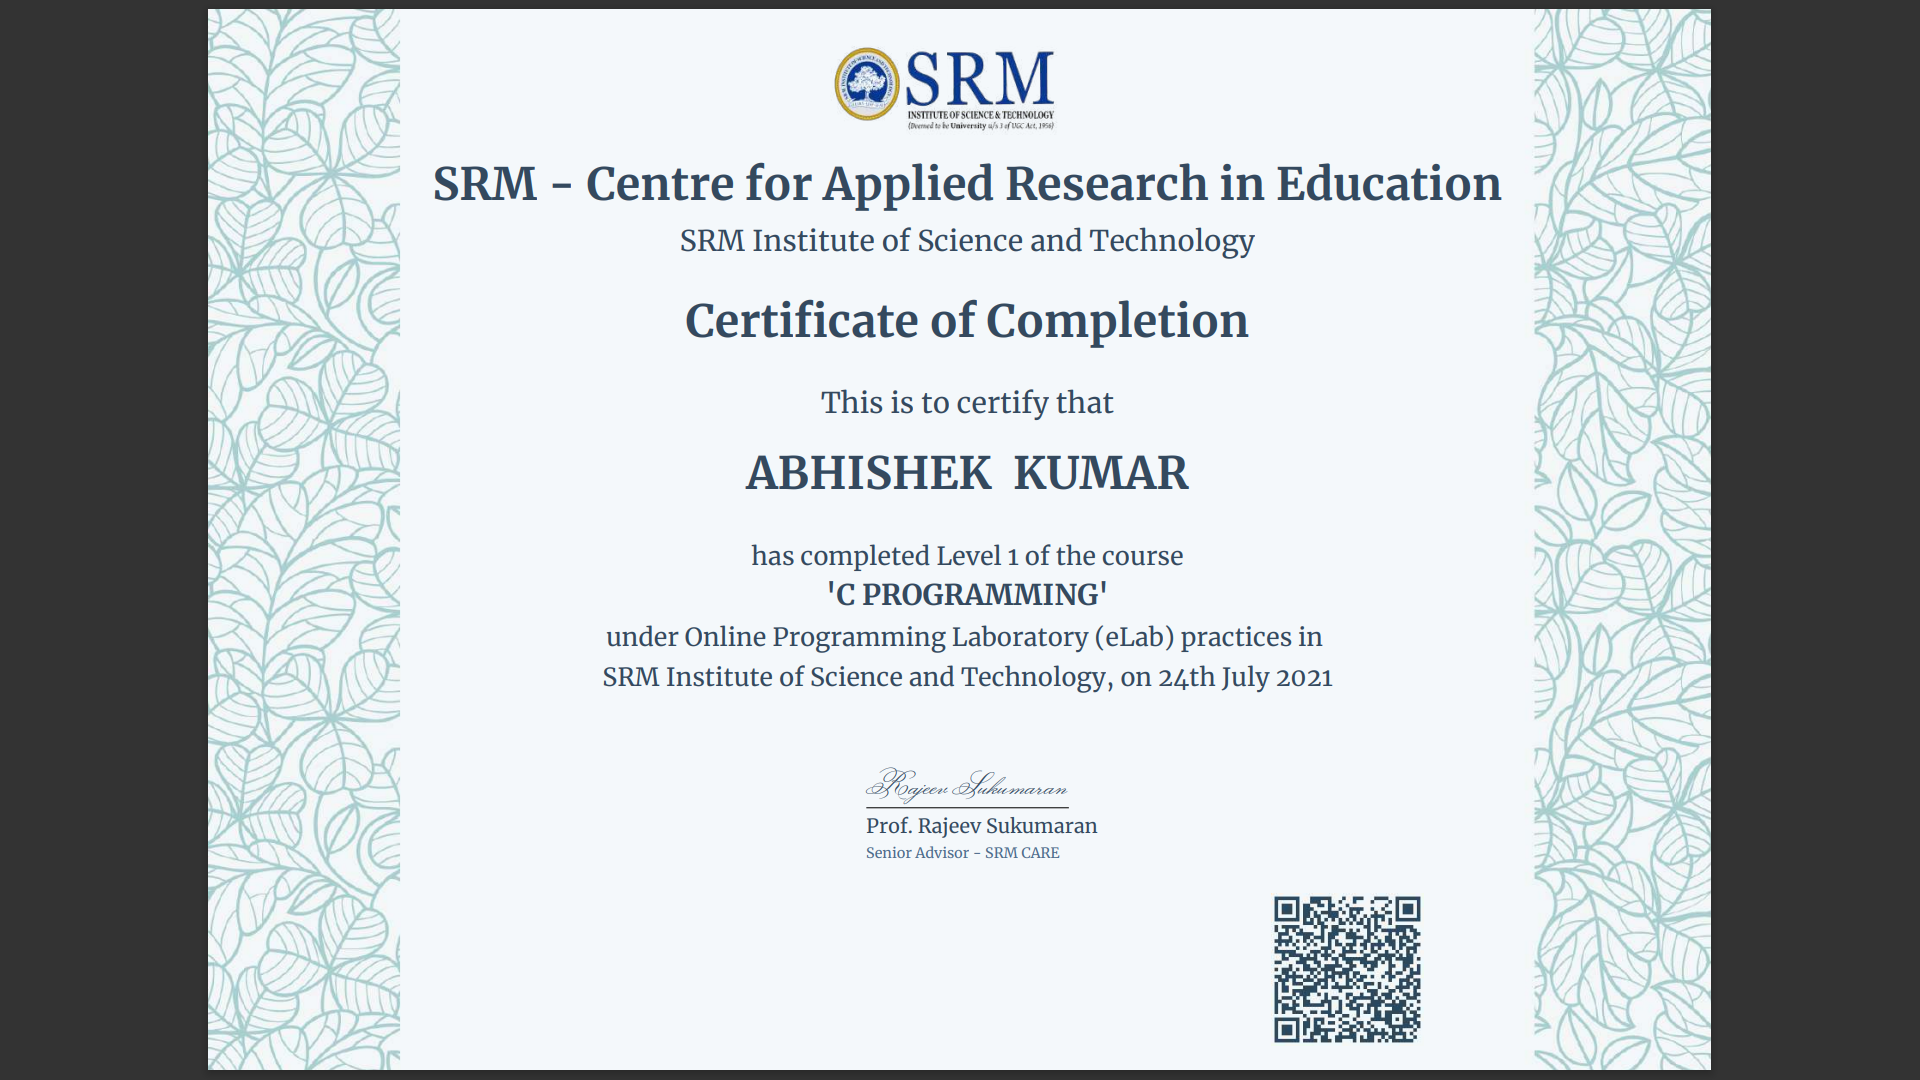 SRM
INSTITUTE OF SCIENCE & TECHNOLOGY
(Deemed to be University u/s 3 of UGC Act, 1956)
SRM - Centre for Applied Research in Education
SRM Institute of Science and Technology
Certificate of Completion
This is to certify that
ABHISHEK KUMAR
has completed Level 1 of the course
'C PROGRAMMING'
under Online Programming Laboratory (eLab) practices in
SRM Institute of Science and Technology, on 24th July 2021
Rajeev Sukumaran
Prof. Rajeev Sukumaran
Senior Advisor - SRM CARE